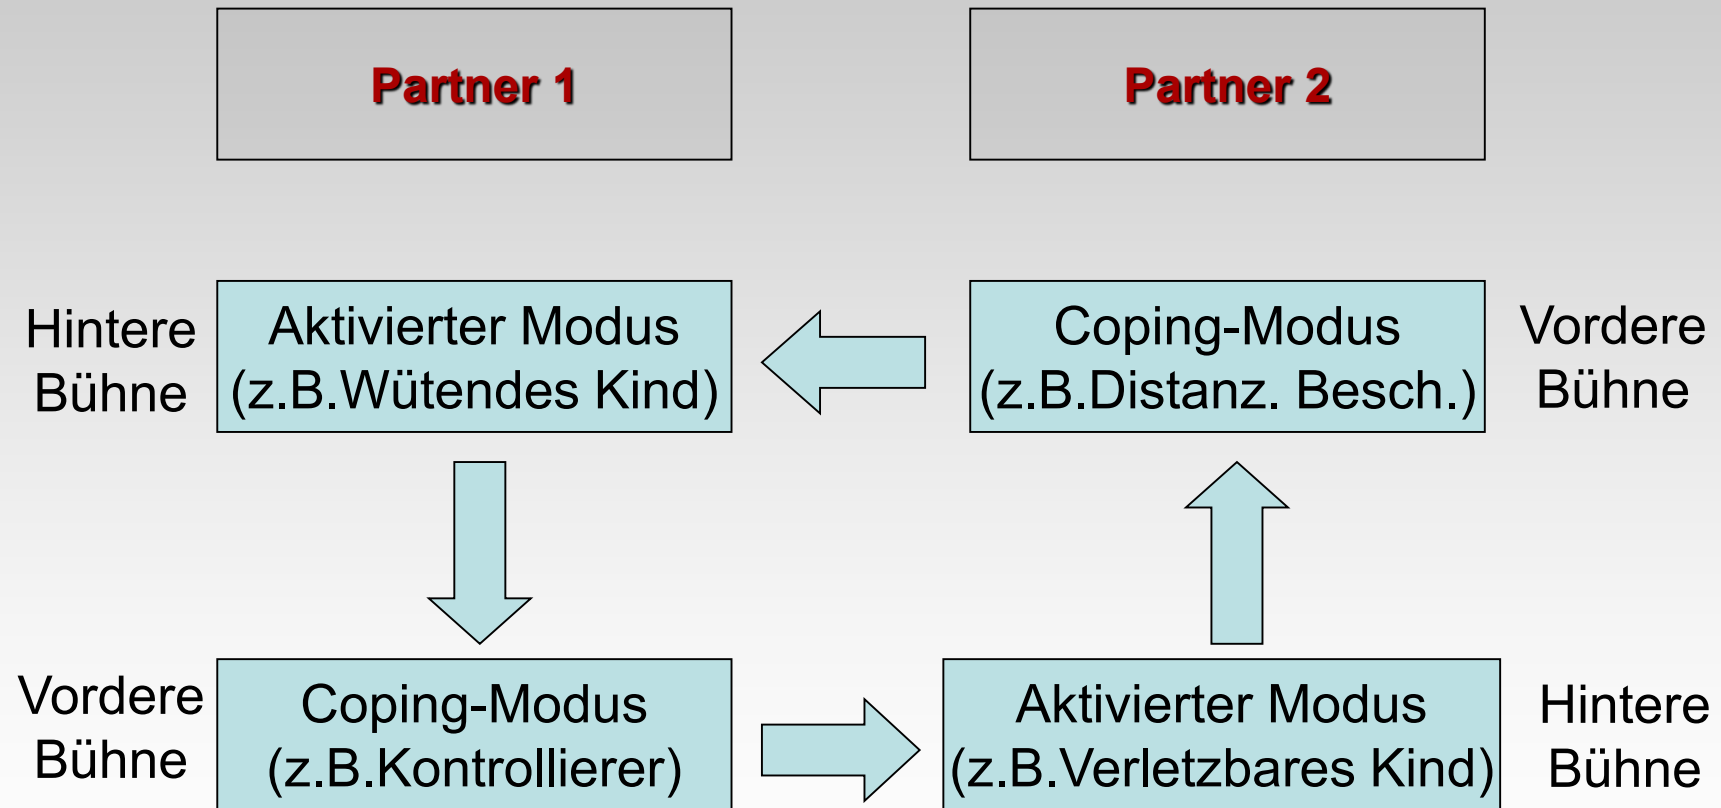 Partner 1
Partner 2
Hintere
Bühne
Aktivierter Modus
(z.B.Wütendes Kind)
Coping-Modus
(z.B.Distanz. Besch.)
Vordere
Bühne
Vordere
Bühne
Coping-Modus
(z.B.Kontrollierer)
Aktivierter Modus
(z.B.Verletzbares Kind)
Hintere
Bühne